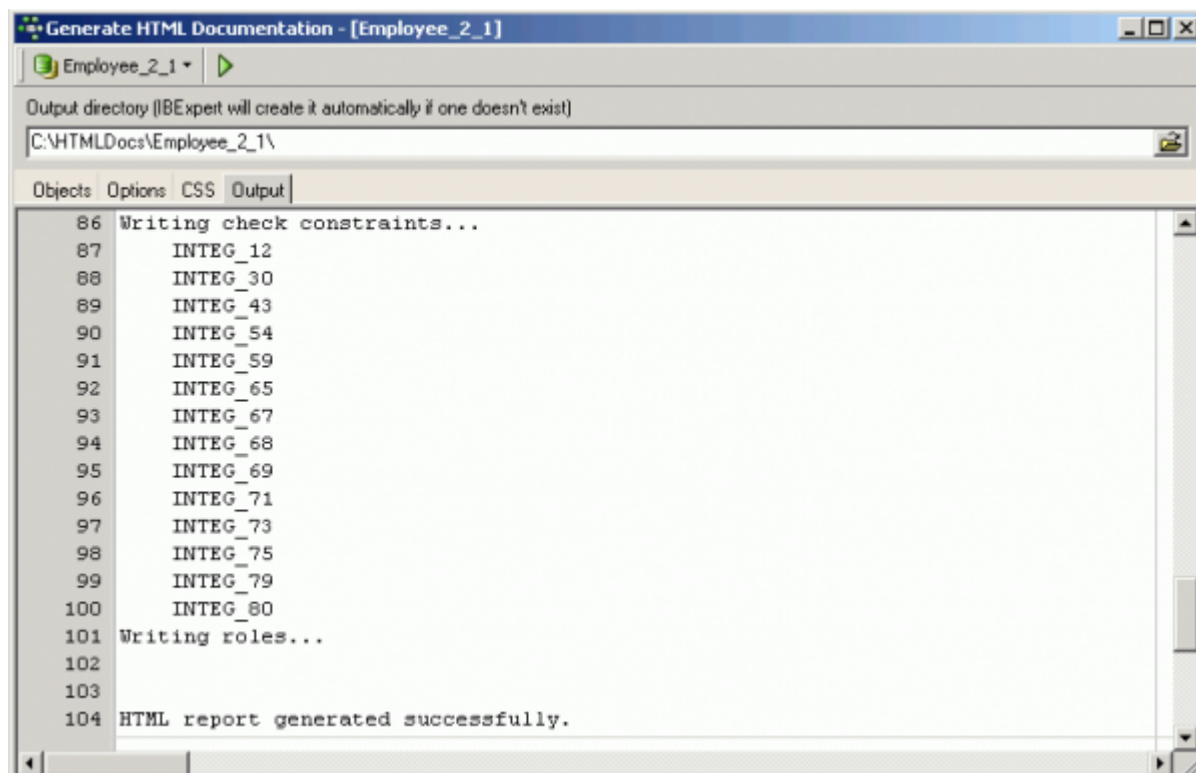 Generate HTML Documentation - [Employee_2_1]
Employee_2_1
Output directory (IBExpert will create it automatically if one doesn't exist)
C:\HTMLDocs\Employee_2_1\
Objects Options CSS Output
86 Writing check constraints...
87 INTEG_12
88 INTEG_30
89 INTEG_43
90 INTEG_54
91 INTEG_59
92 INTEG_65
93 INTEG_67
94 INTEG_68
95 INTEG_69
96 INTEG_71
97 INTEG_73
98 INTEG_75
99 INTEG_79
100 INTEG_80
101 Writing roles...
102
103
104 HTML report generated successfully.